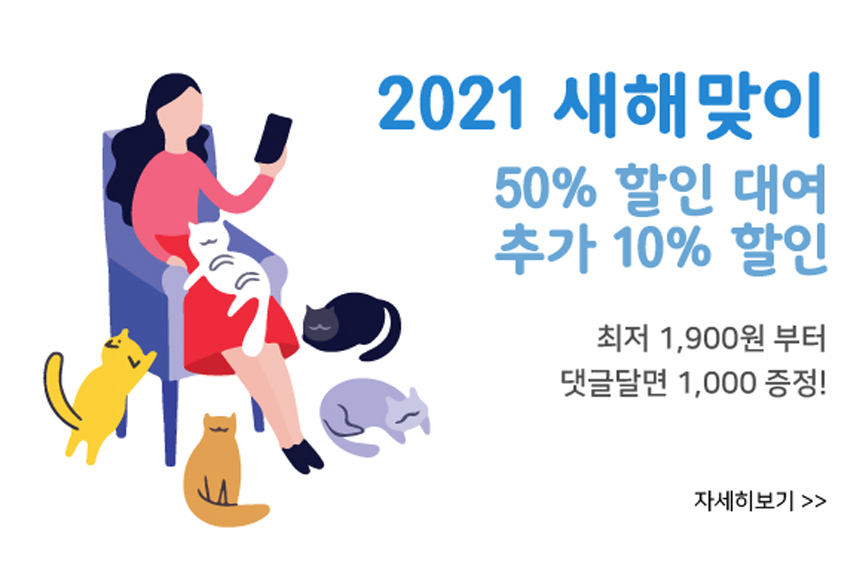 2021 새해맞이
50% 할인 대여
추가 10% 할인
최저 1,900원 부터
댓글달면 1,000 증정!
자세히보기 >>